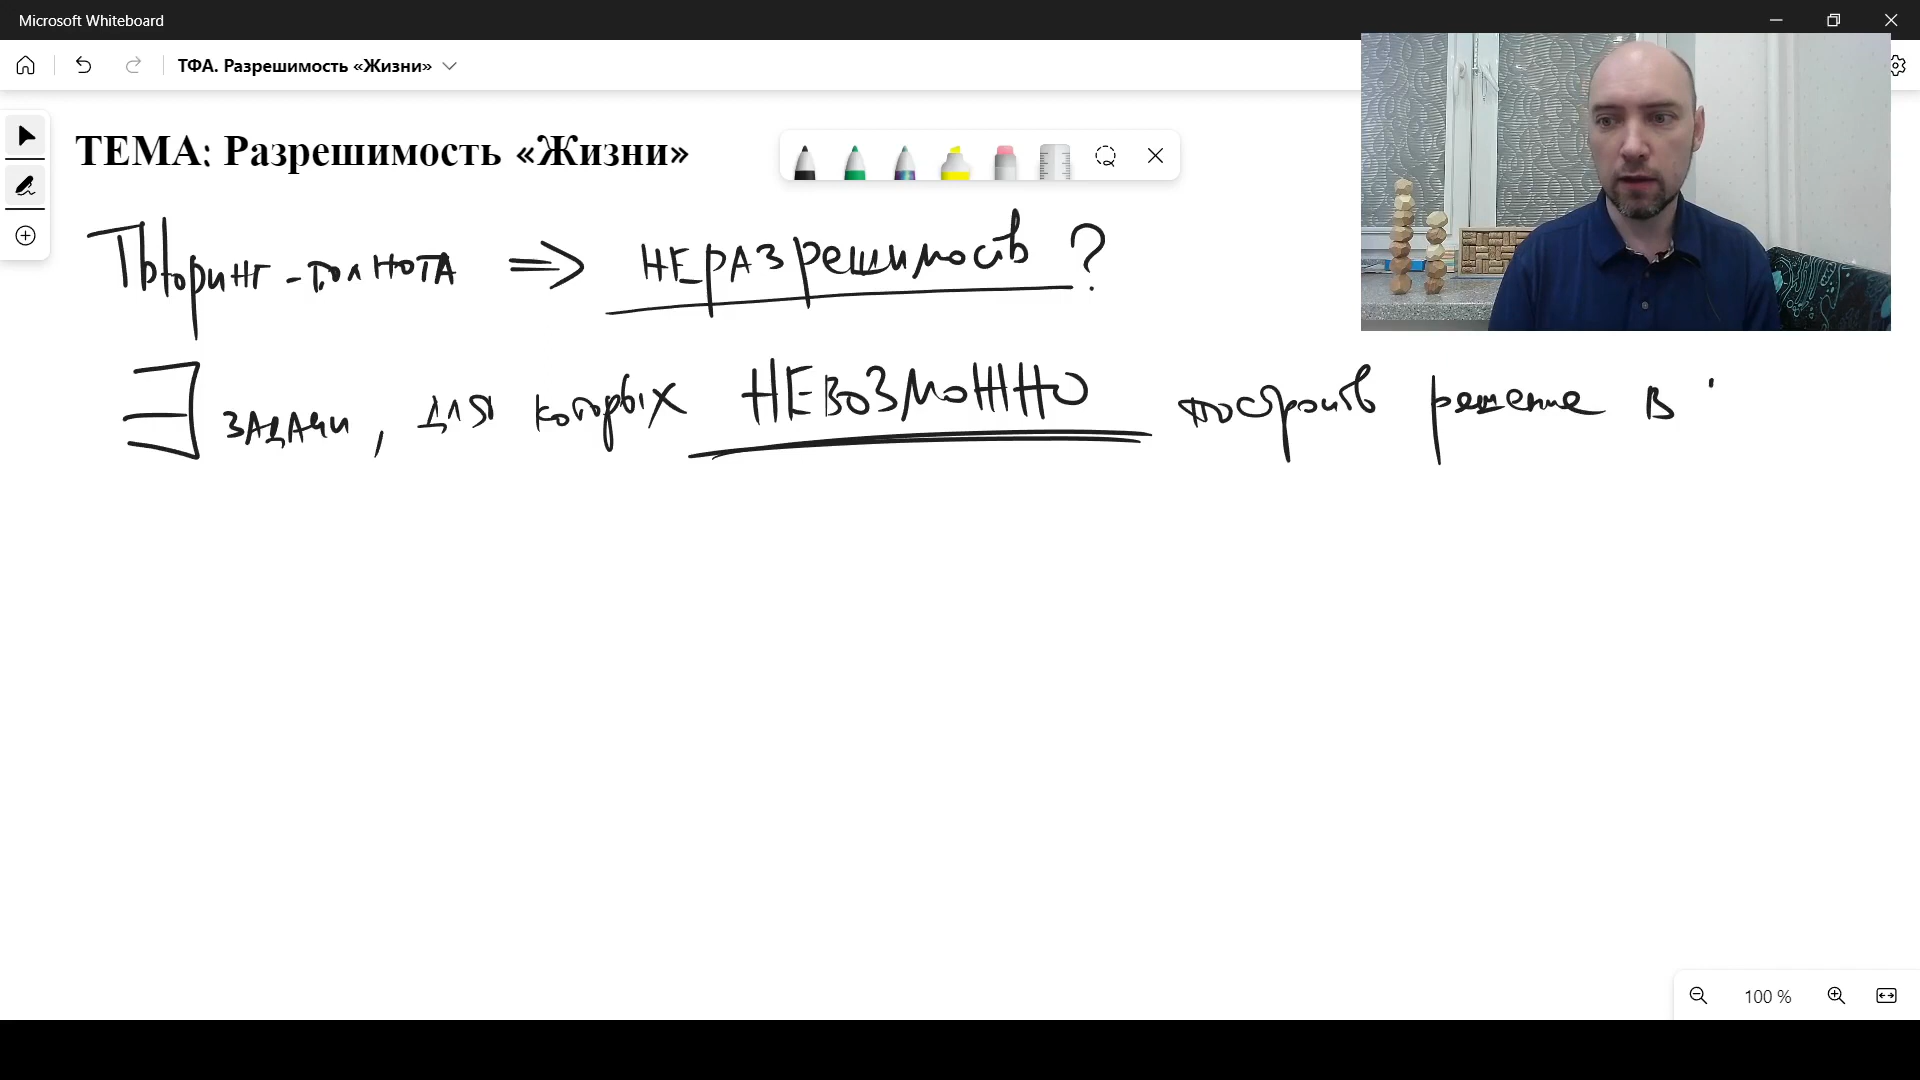 Microsoft Whiteboard
ТФА. Разрешимость «Жизни»
ТЕМА: Разрешимость «Жизни»
Тьюринг-полнота ⇒ НЕразрешимость ?
∃ задачи, для которых НЕВОЗМОЖНО построить решение в
100 %